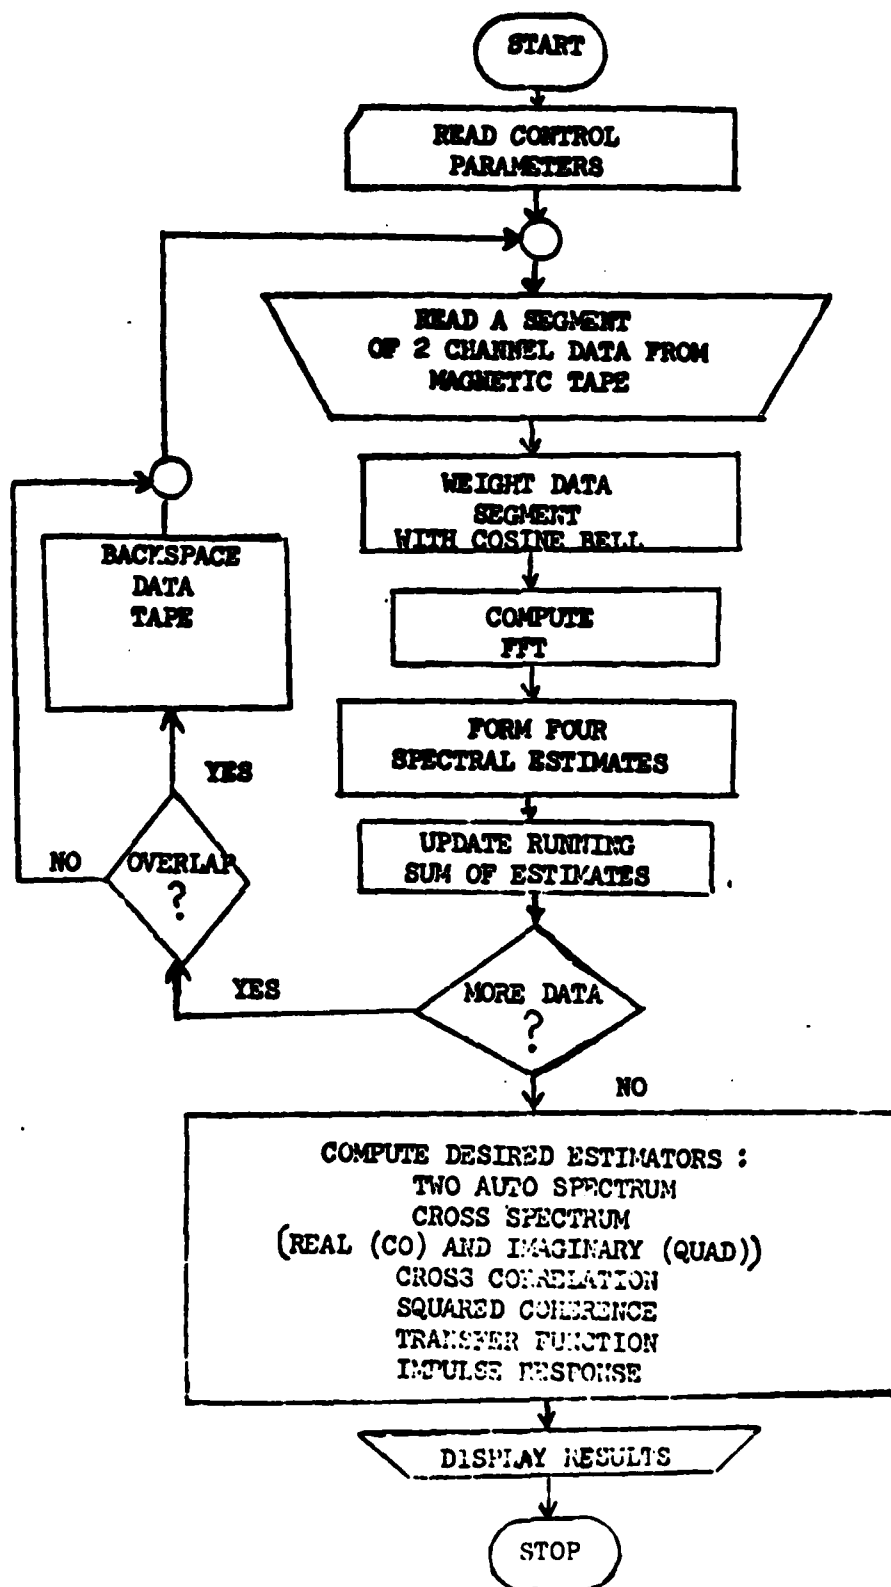 START
READ CONTROL
PARAMETERS
READ A SEGMENT
OF 2 CHANNEL DATA FROM
MAGNETIC TAPE
WEIGHT DATA
SEGMENT
WITH COSINE BELL
BACKSPACE
DATA
TAPE
COMPUTE
FFT
FORM FOUR
SPECTRAL ESTIMATES
YES
UPDATE RUNNING
SUM OF ESTIMATES
NO
OVERLAP
?
YES
MORE DATA
?
NO
COMPUTE DESIRED ESTIMATORS :
TWO AUTO SPECTRUM
CROSS SPECTRUM
(REAL (CO) AND IMAGINARY (QUAD))
CROSS CORRELATION
SQUARED COHERENCE
TRANSFER FUNCTION
IMPULSE RESPONSE
DISPLAY RESULTS
STOP